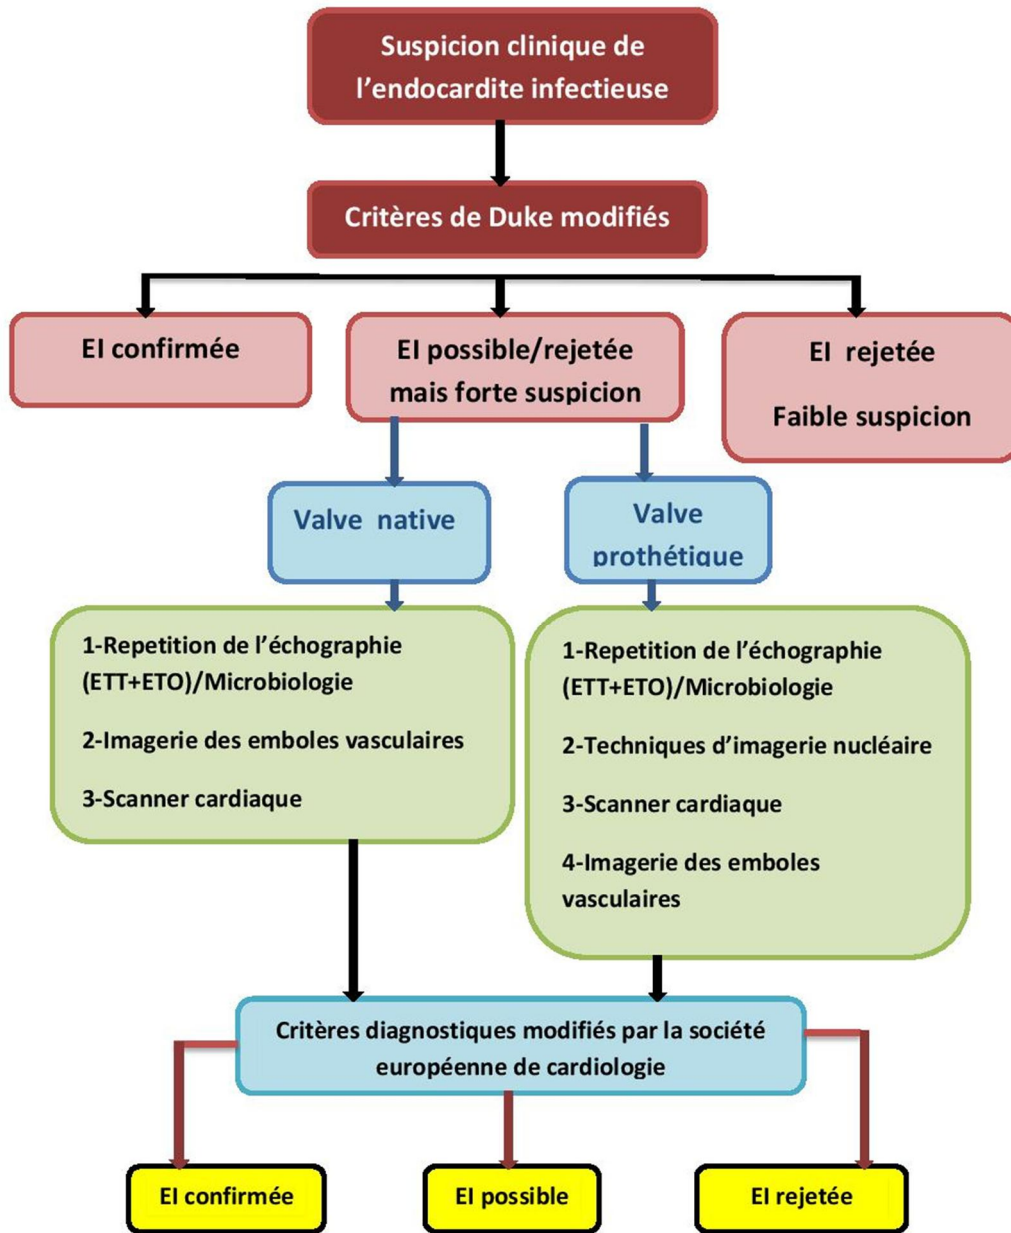 Suspicion clinique de
l'endocardite infectieuse
Critères de Duke modifiés
EI confirmée
EI possible/rejetée
mais forte suspicion
EI rejetée
Faible suspicion
Valve native
Valve
prothétique
1-Repetition de l'échographie
(ETT+ETO)/Microbiologie
2-Imagerie des emboles vasculaires
3-Scanner cardiaque
1-Repetition de l'échographie
(ETT+ETO)/Microbiologie
2-Techniques d'imagerie nucléaire
3-Scanner cardiaque
4-Imagerie des emboles
vasculaires
Critères diagnostiques modifiés par la société
européenne de cardiologie
EI confirmée
EI possible
EI rejetée